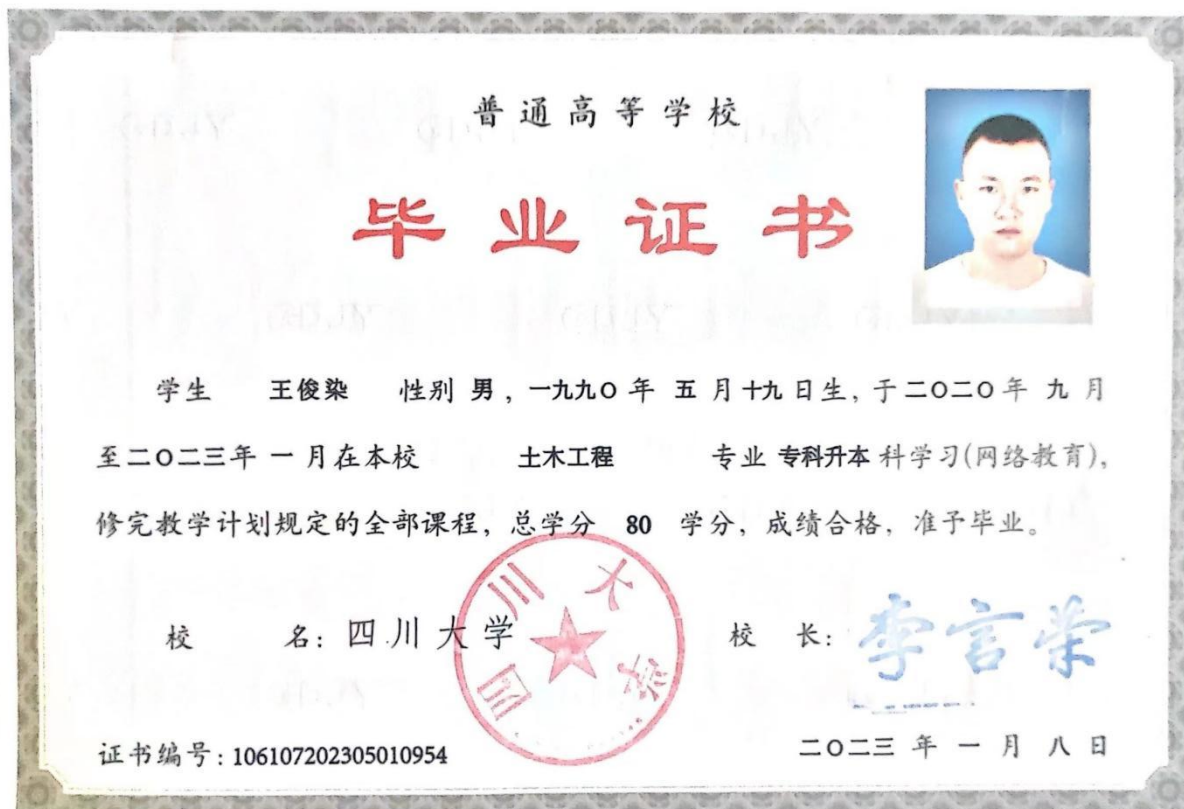 普通高等学校
毕业证书
学生 王俊染 性别 男，一九九〇年 五 月十九日生，于二〇二〇年 九 月
至二〇二三年 一 月在本校 土木工程 专业 专科升本 科学习(网络教育)，
修完教学计划规定的全部课程，总学分 80 学分，成绩合格，准予毕业。
校 名：四川大学
四川大学
校 长：李言荣
证书编号：106107202305010954
二〇二三 年 一 月 八 日